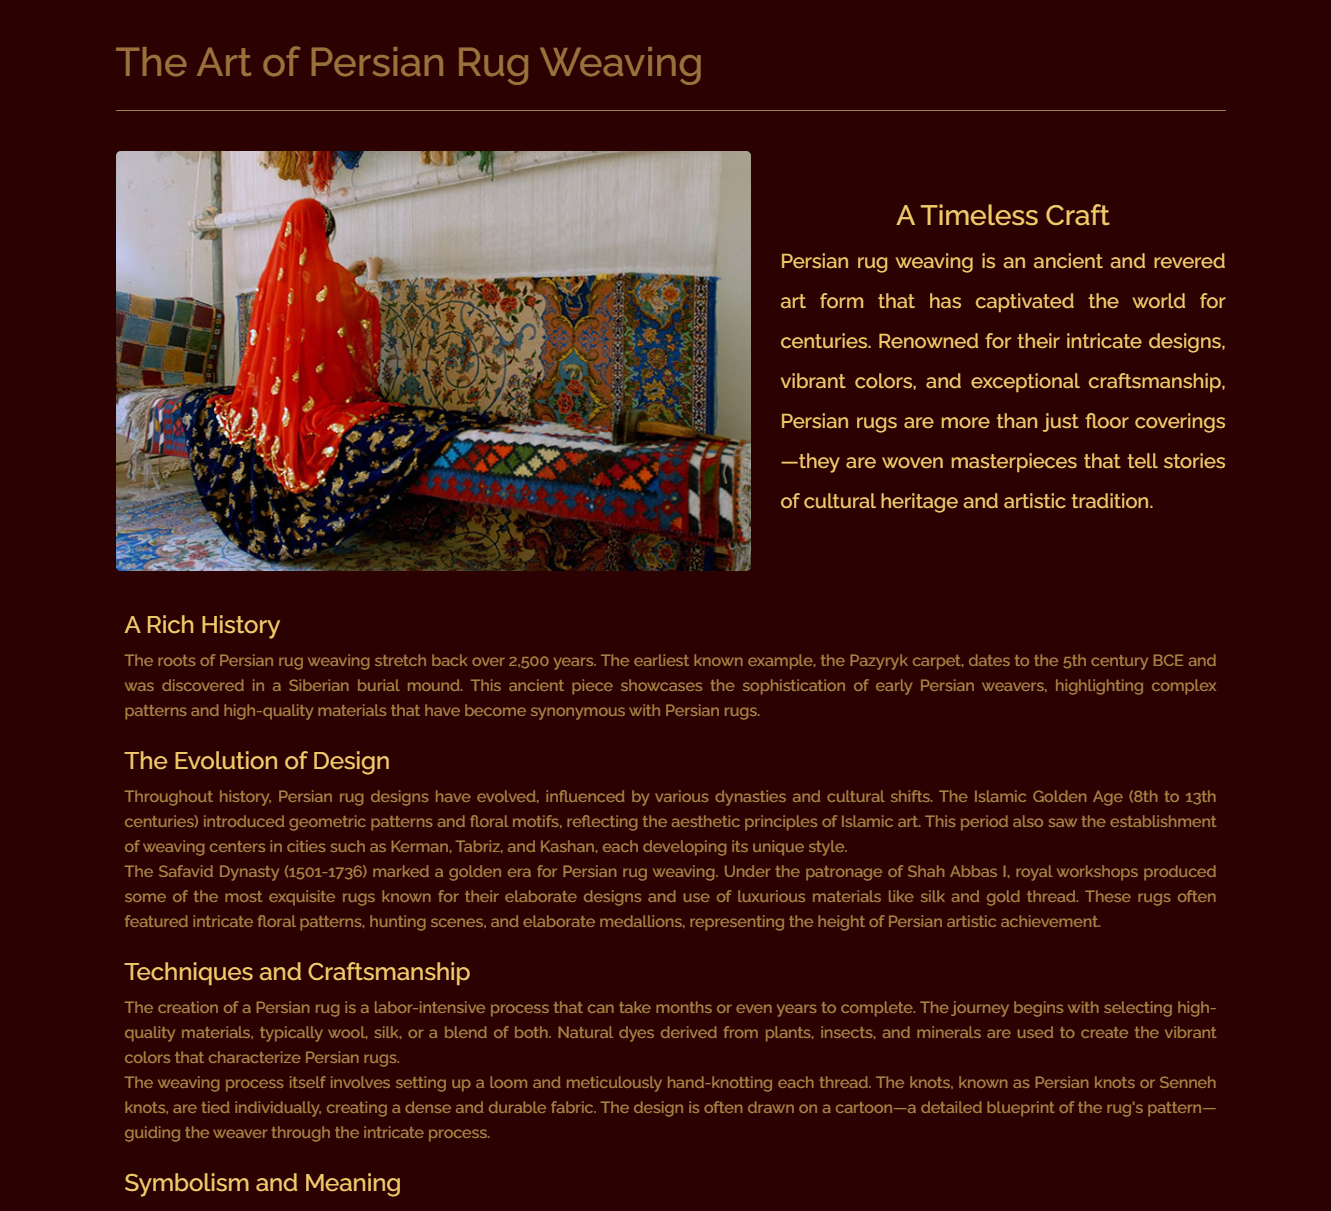 The Art of Persian Rug Weaving
A Timeless Craft
Persian rug weaving is an ancient and revered
art form that has captivated the world for
centuries. Renowned for their intricate designs,
vibrant colors, and exceptional craftsmanship,
Persian rugs are more than just floor coverings
—they are woven masterpieces that tell stories
of cultural heritage and artistic tradition.
A Rich History
The roots of Persian rug weaving stretch back over 2,500 years. The earliest known example, the Pazyryk carpet, dates to the 5th century BCE and
was discovered in a Siberian burial mound. This ancient piece showcases the sophistication of early Persian weavers, highlighting complex
patterns and high-quality materials that have become synonymous with Persian rugs.
The Evolution of Design
Throughout history, Persian rug designs have evolved, influenced by various dynasties and cultural shifts. The Islamic Golden Age (8th to 13th
centuries) introduced geometric patterns and floral motifs, reflecting the aesthetic principles of Islamic art. This period also saw the establishment
of weaving centers in cities such as Kerman, Tabriz, and Kashan, each developing its unique style.
The Safavid Dynasty (1501-1736) marked a golden era for Persian rug weaving. Under the patronage of Shah Abbas I, royal workshops produced
some of the most exquisite rugs known for their elaborate designs and use of luxurious materials like silk and gold thread. These rugs often
featured intricate floral patterns, hunting scenes, and elaborate medallions, representing the height of Persian artistic achievement.
Techniques and Craftsmanship
The creation of a Persian rug is a labor-intensive process that can take months or even years to complete. The journey begins with selecting high-
quality materials, typically wool, silk, or a blend of both. Natural dyes derived from plants, insects, and minerals are used to create the vibrant
colors that characterize Persian rugs.
The weaving process itself involves setting up a loom and meticulously hand-knotting each thread. The knots, known as Persian knots or Senneh
knots, are tied individually, creating a dense and durable fabric. The design is often drawn on a cartoon—a detailed blueprint of the rug's pattern—
guiding the weaver through the intricate process.
Symbolism and Meaning